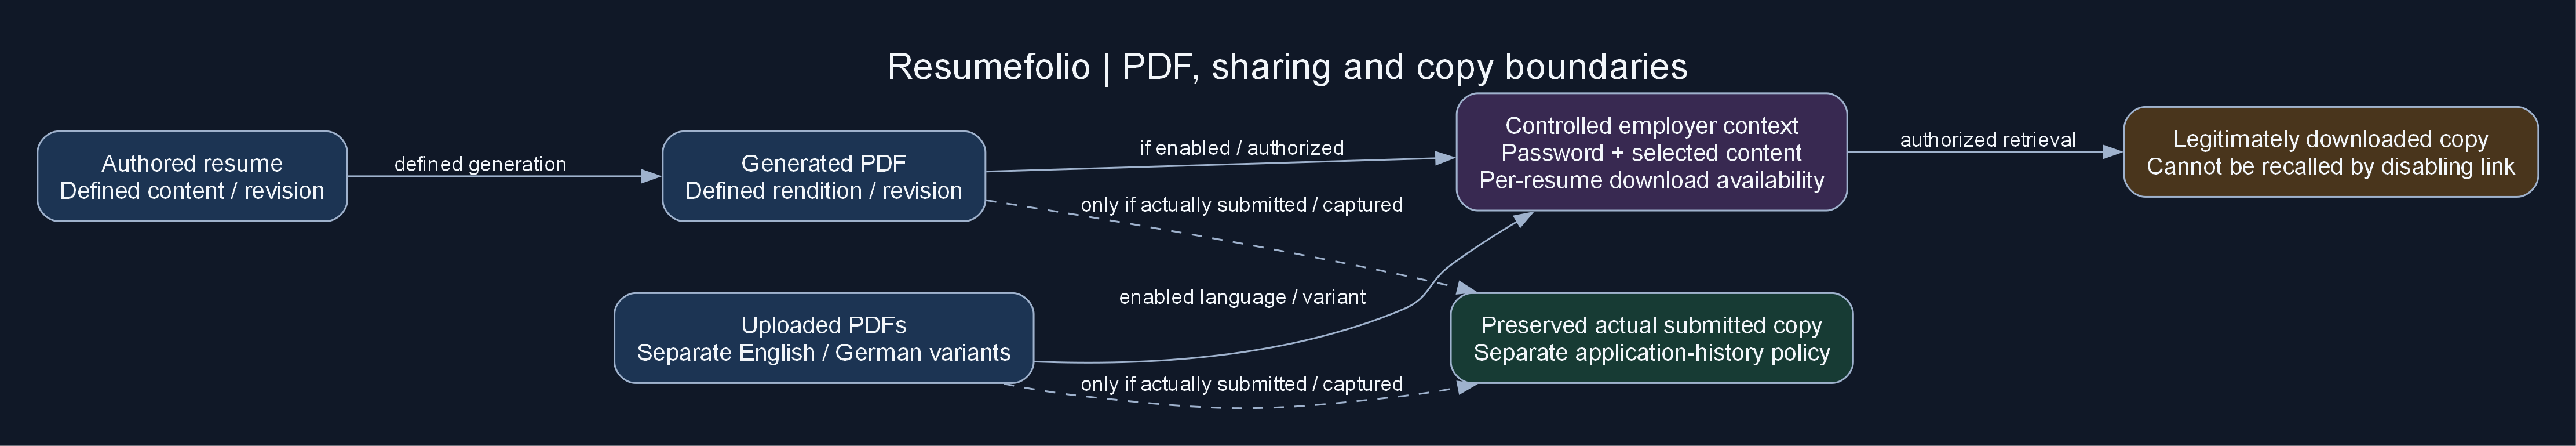 Resumefolio | PDF, sharing and copy boundaries
Authored resume
Defined content / revision
defined generation
Generated PDF
Defined rendition / revision
if enabled / authorized
Controlled employer context
Password + selected content
Per-resume download availability
authorized retrieval
Legitimately downloaded copy
Cannot be recalled by disabling link
only if actually submitted / captured
enabled language / variant
Uploaded PDFs
Separate English / German variants
Preserved actual submitted copy
Separate application-history policy
only if actually submitted / captured